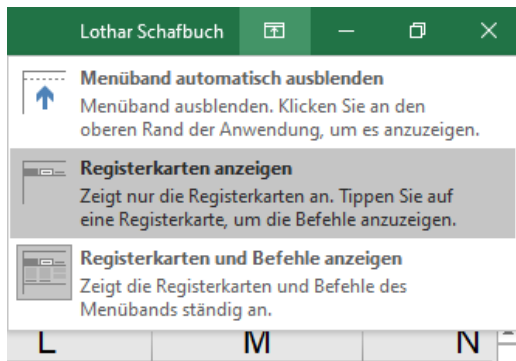 Lothar Schafbuch
Menüband automatisch ausblenden
Menüband ausblenden. Klicken Sie an den
oberen Rand der Anwendung, um es anzuzeigen.
Registerkarten anzeigen
Zeigt nur die Registerkarten an. Tippen Sie auf
eine Registerkarte, um die Befehle anzuzeigen.
Registerkarten und Befehle anzeigen
Zeigt die Registerkarten und Befehle des
Menübands ständig an.
L M N